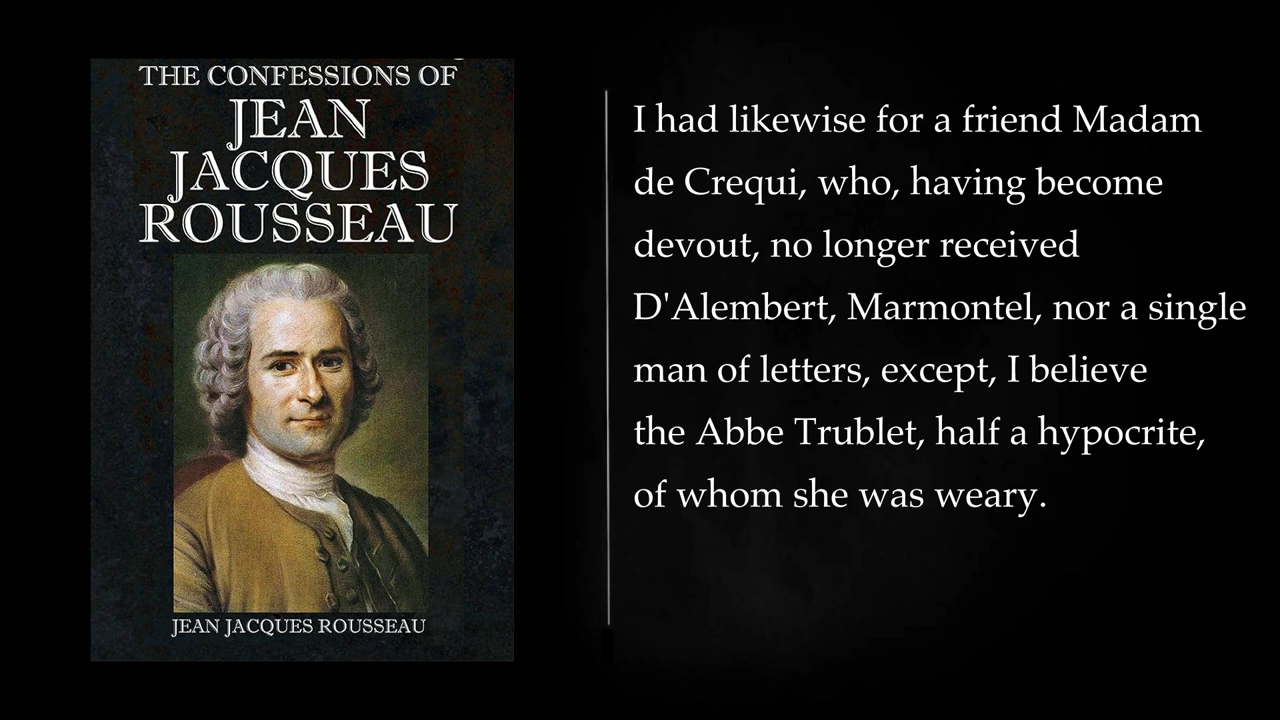 THE CONFESSIONS OF
JEAN
JACQUES
ROUSSEAU
JEAN JACQUES ROUSSEAU
I had likewise for a friend Madam
de Crequi, who, having become
devout, no longer received
D'Alembert, Marmontel, nor a single
man of letters, except, I believe
the Abbe Trublet, half a hypocrite,
of whom she was weary.